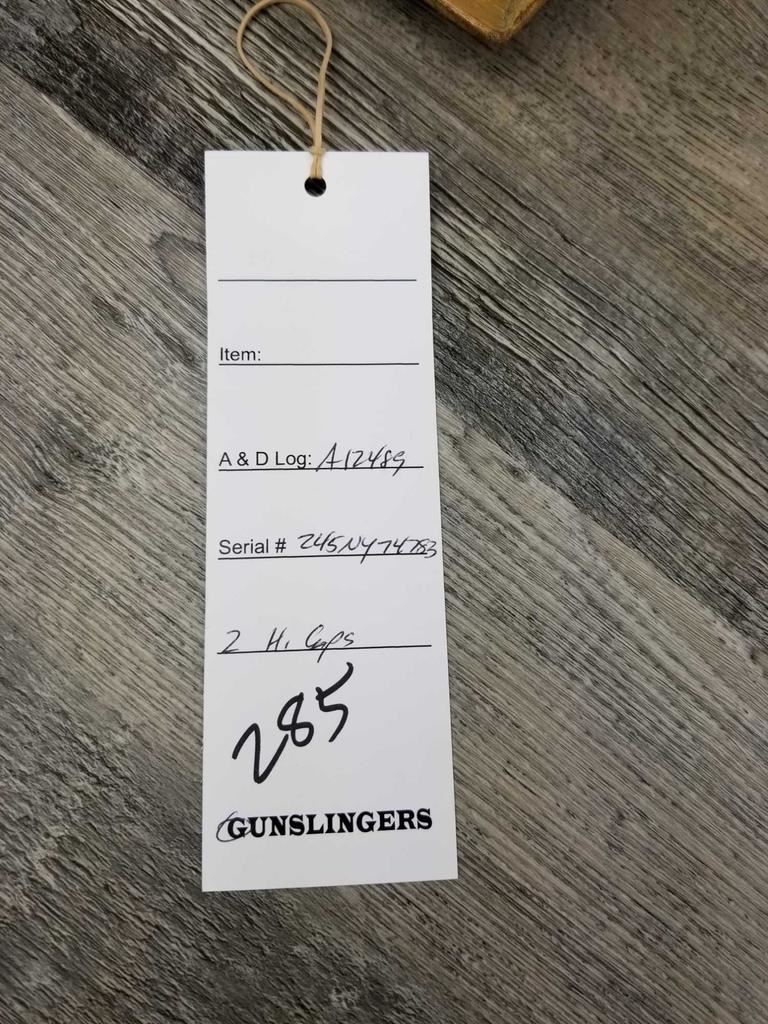 Item:
A & D Log: A12489
Serial # 245NY74783
2 Hi Caps
285
GUNSLINGERS